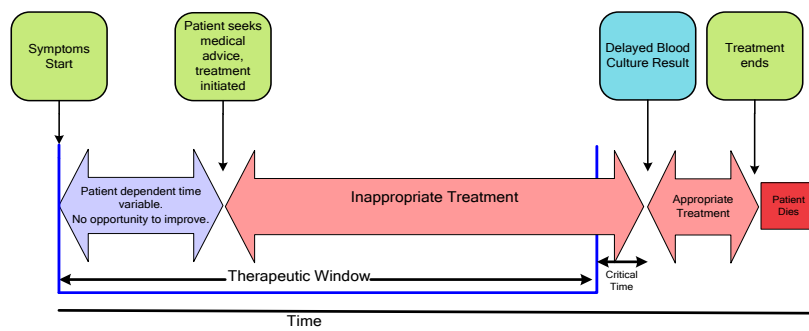 Symptoms
Start
Patient seeks
medical
advice,
treatment
initiated
Delayed Blood
Culture Result
Treatment
ends
Patient dependent time
variable.
No opportunity to improve.
Inappropriate Treatment
Appropriate
Treatment
Patient
Dies
Therapeutic Window
Critical
Time
Time